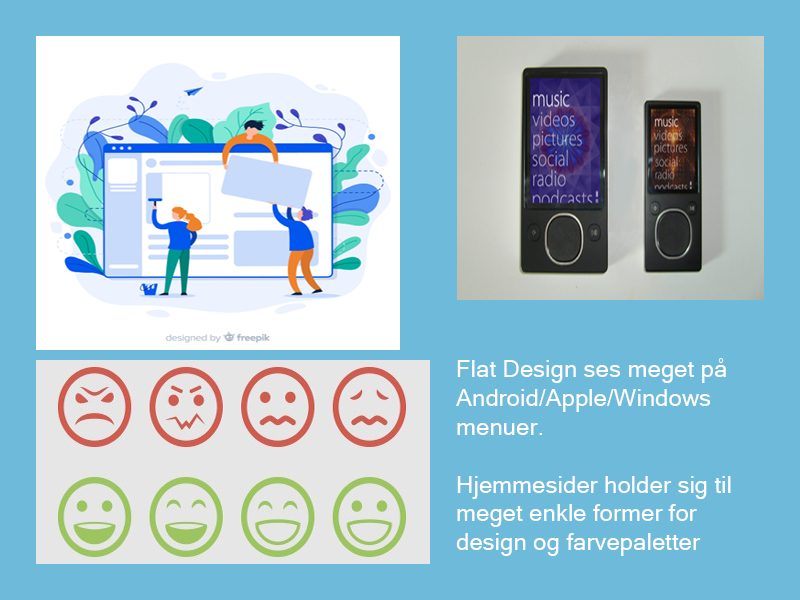 designed by freepik
music
videos
pictures
social
radio
podcasts!
music
videos
pictures
social
radio
podcasts!
Flat Design ses meget på
Android/Apple/Windows
menuer.
Hjemmesider holder sig til
meget enkle former for
design og farvepaletter